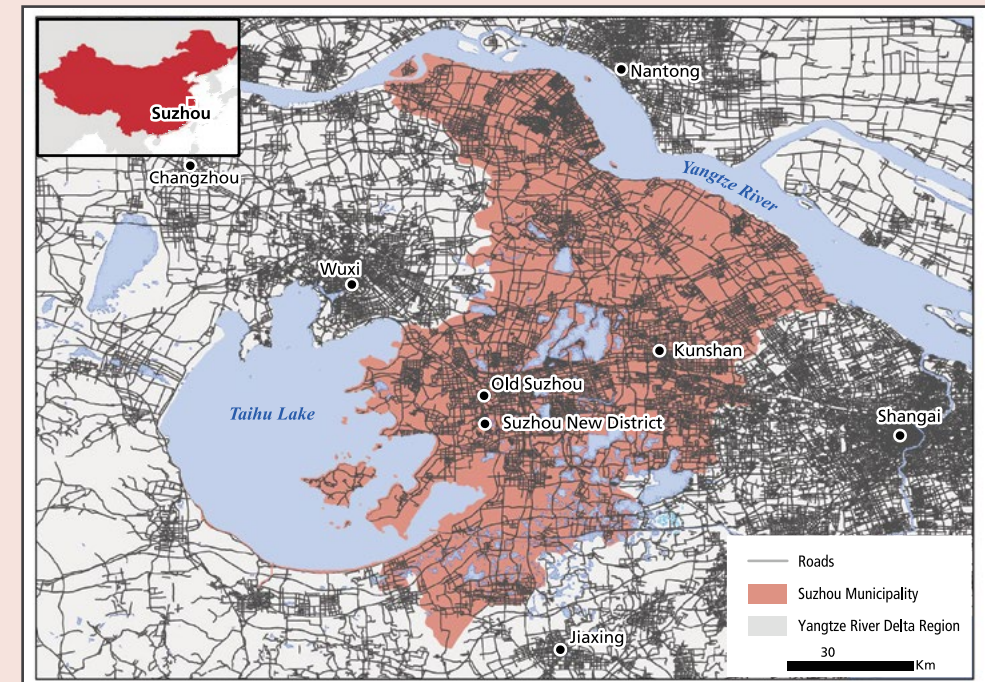 Suzhou
Nantong
Changzhou
Yangtze River
Wuxi
Kunshan
Old Suzhou
Taihu Lake
Suzhou New District
Shangai
Roads
Suzhou Municipality
Yangtze River Delta Region
30
Km
Jiaxing